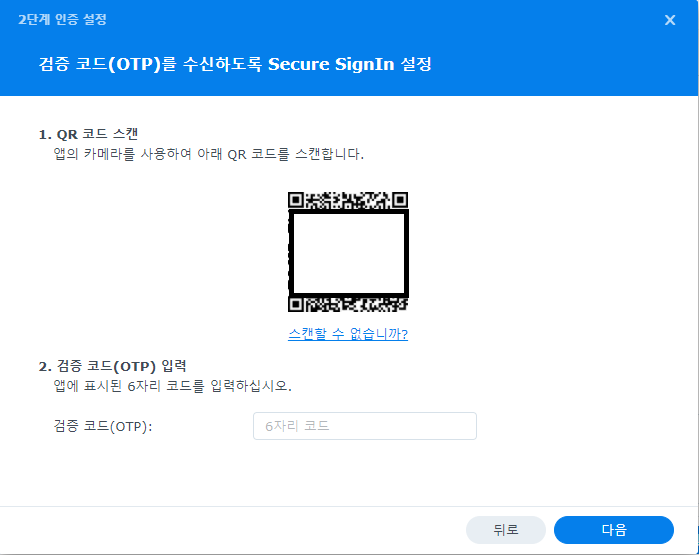 2단계 인증 설정
검증 코드(OTP)를 수신하도록 Secure SignIn 설정
1. QR 코드 스캔
앱의 카메라를 사용하여 아래 QR 코드를 스캔합니다.
스캔할 수 없습니까?
2. 검증 코드(OTP) 입력
앱에 표시된 6자리 코드를 입력하십시오.
검증 코드(OTP): 6자리 코드
뒤로 다음